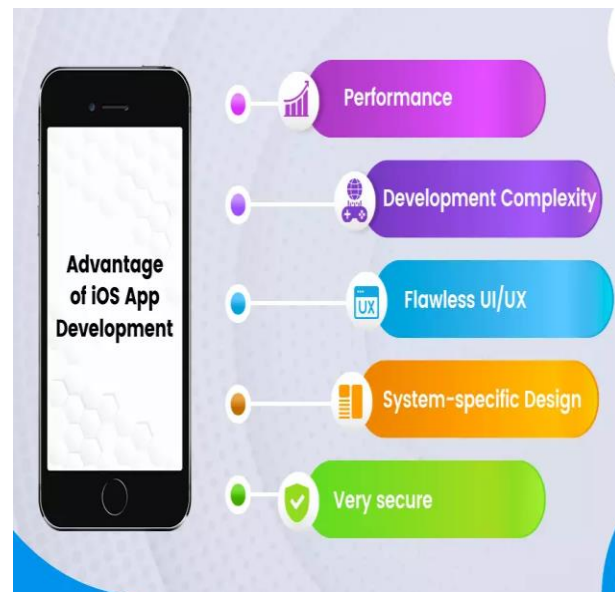 Advantage
of iOS App
Development
Performance
Development Complexity
UX
Flawless UI/UX
System-specific Design
Very secure